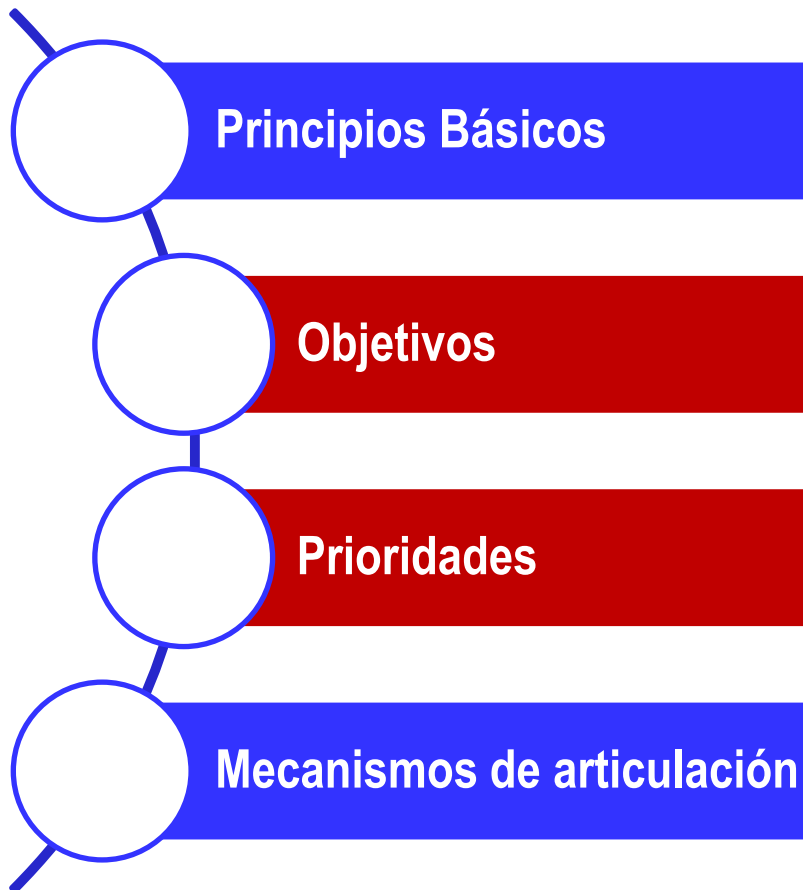 Principios Básicos
Objetivos
Prioridades
Mecanismos de articulación